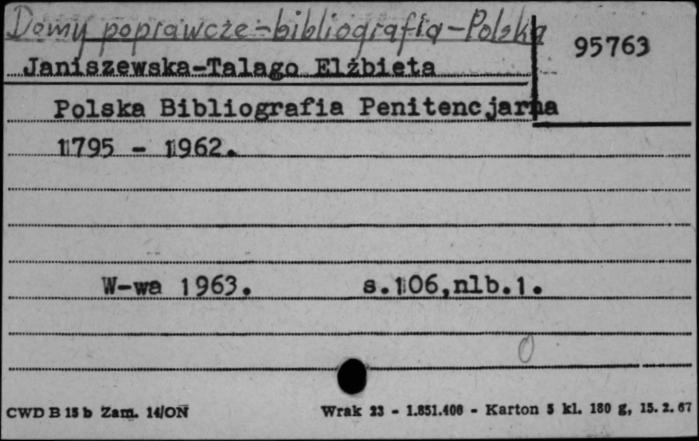 Domy poprawcze-bibliografia-Polska
95763
Janiszewska-Talago Elżbieta
Polska Bibliografia Penitencjarna
1795 - 1962.
W-wa 1963. s.106,nlb.1.
0
CWD B 15 b Zam. 14/ON Wrak 23 - 1.851.400 - Karton 5 kl. 180 g, 15. 2. 67